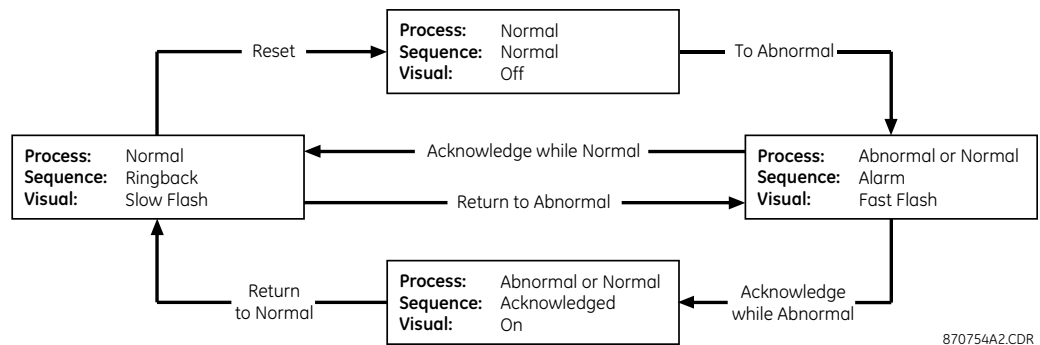 Process: Normal
Sequence: Normal
Visual: Off
Reset
To Abnormal
Process: Normal
Sequence: Ringback
Visual: Slow Flash
Acknowledge while Normal
Return to Abnormal
Process: Abnormal or Normal
Sequence: Alarm
Visual: Fast Flash
Process: Abnormal or Normal
Sequence: Acknowledged
Visual: On
Return
to Normal
Acknowledge
while Abnormal
870754A2.CDR